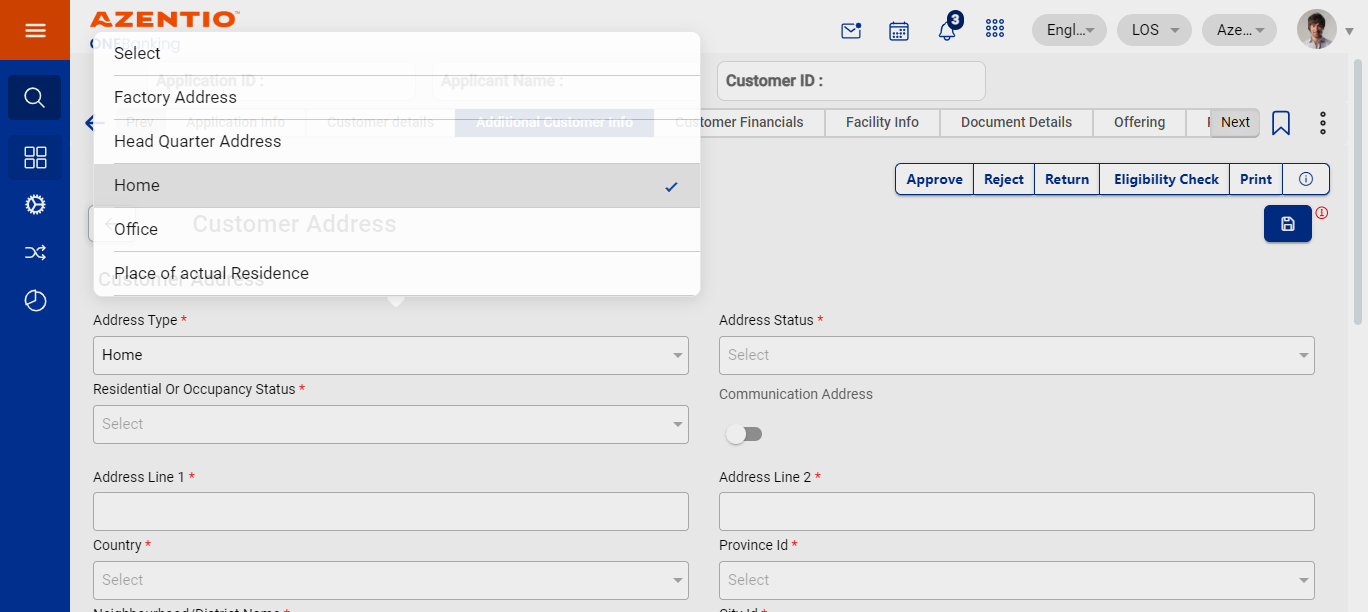 AZENTIO
ONEBanking
3
Engl...
LOS
Aze...
Select
Application ID :
Applicant Name :
Customer ID :
Factory Address
Prev
Application Info
Customer details
Additional Customer Info
Customer Financials
Facility Info
Document Details
Offering
Next
Head Quarter Address
Home
Approve
Reject
Return
Eligibility Check
Print
Office
Customer Address
Place of actual Residence
Customer Address
Address Type *
Address Status *
Home
Select
Residential Or Occupancy Status *
Communication Address
Select
Address Line 1 *
Address Line 2 *
Country *
Province Id *
Select
Select
Neighbourhood/District Name *
City Id *